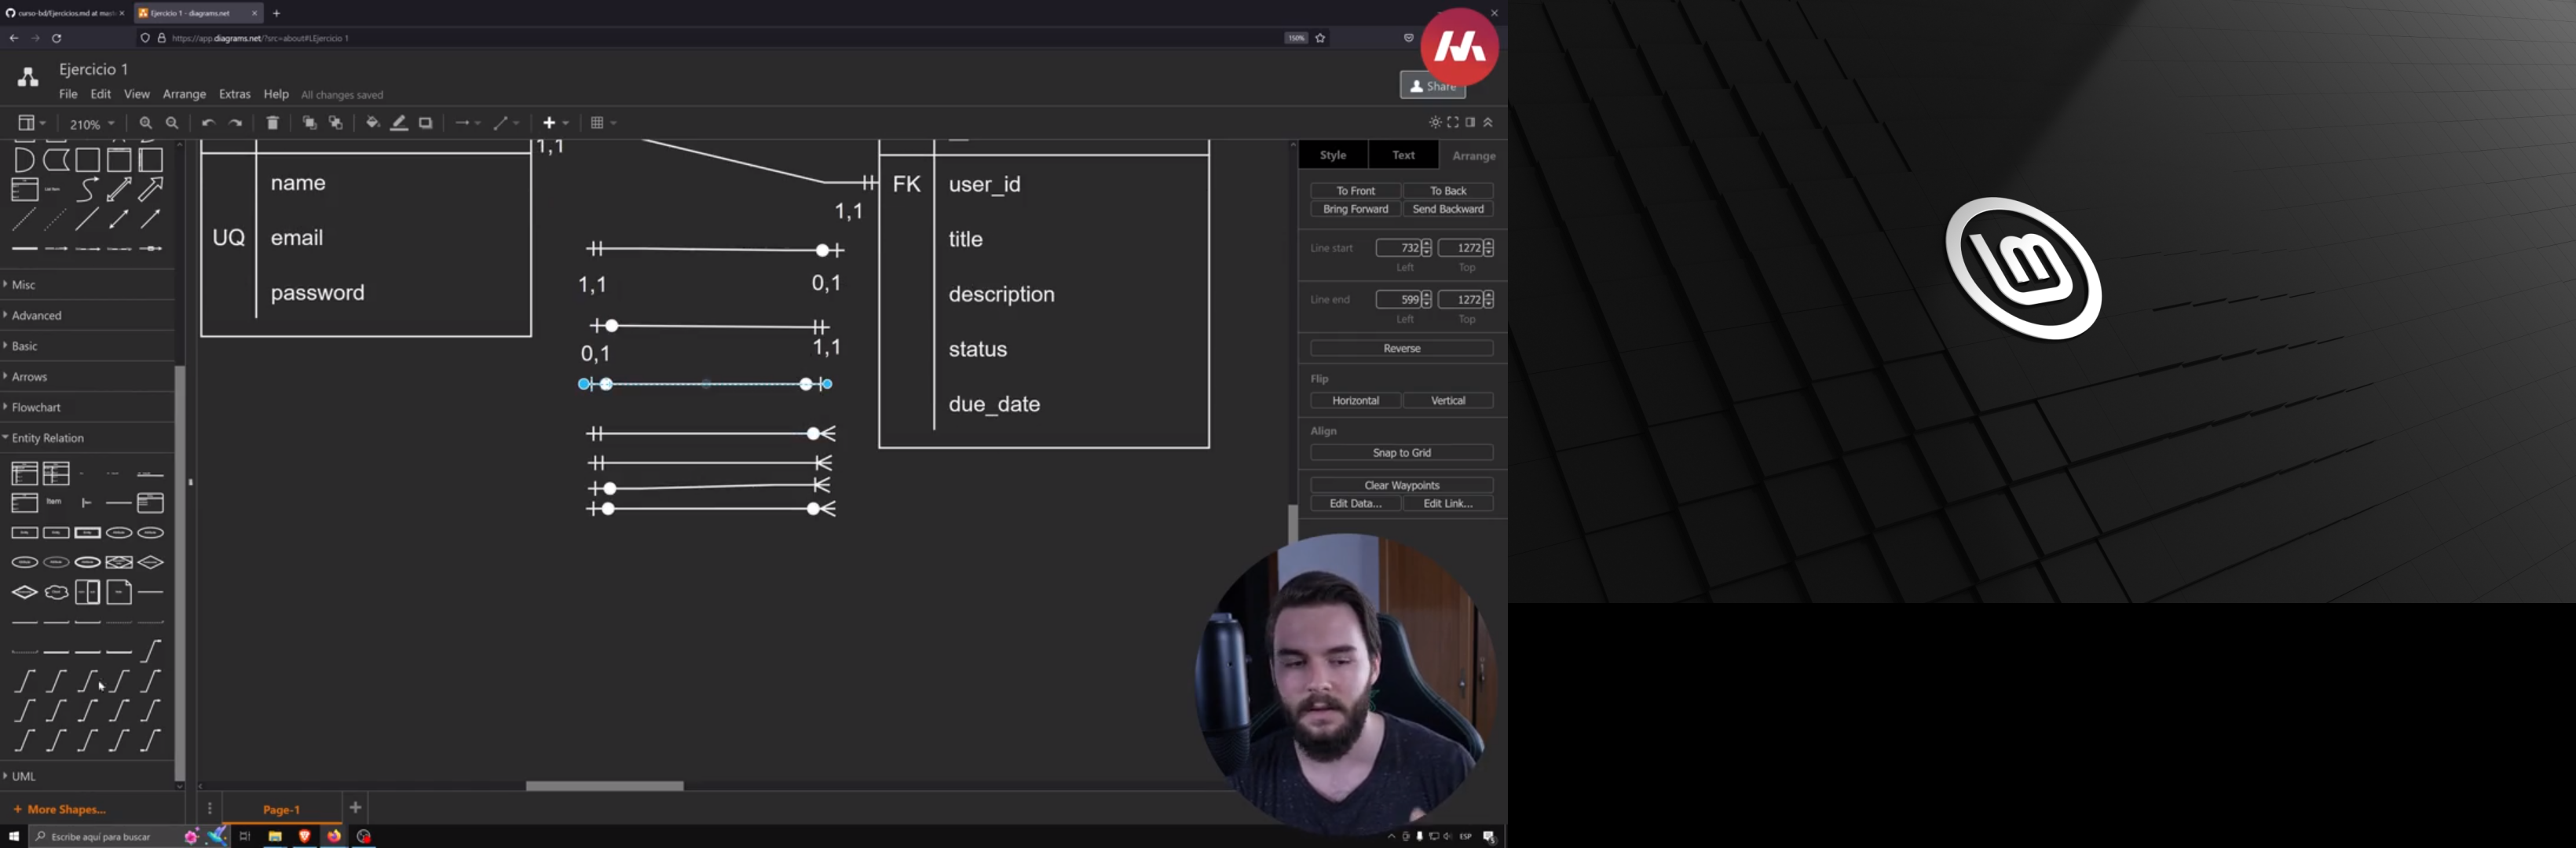 curso-bd/Ejercicios.md at mast
Ejercicio 1 - diagrams.net
https://app.diagrams.net/?src=about#LEjercicio 1
150%
Ejercicio 1
File Edit View Arrange Extras Help All changes saved
Share
210%
Style Text Arrange
To Front To Back
Bring Forward Send Backward
Line start 732 1272
Left Top
Line end 599 1272
Left Top
Reverse
Flip
Horizontal Vertical
Align
Snap to Grid
Clear Waypoints
Edit Data... Edit Link...
List Item
Misc
Advanced
Basic
Arrows
Flowchart
Entity Relation
Item
UML
+ More Shapes...
1,1
name
UQ email
password
FK user_id
1,1
title
description
status
due_date
1,1 0,1
0,1 1,1
Page-1
Escribe aquí para buscar
ESP